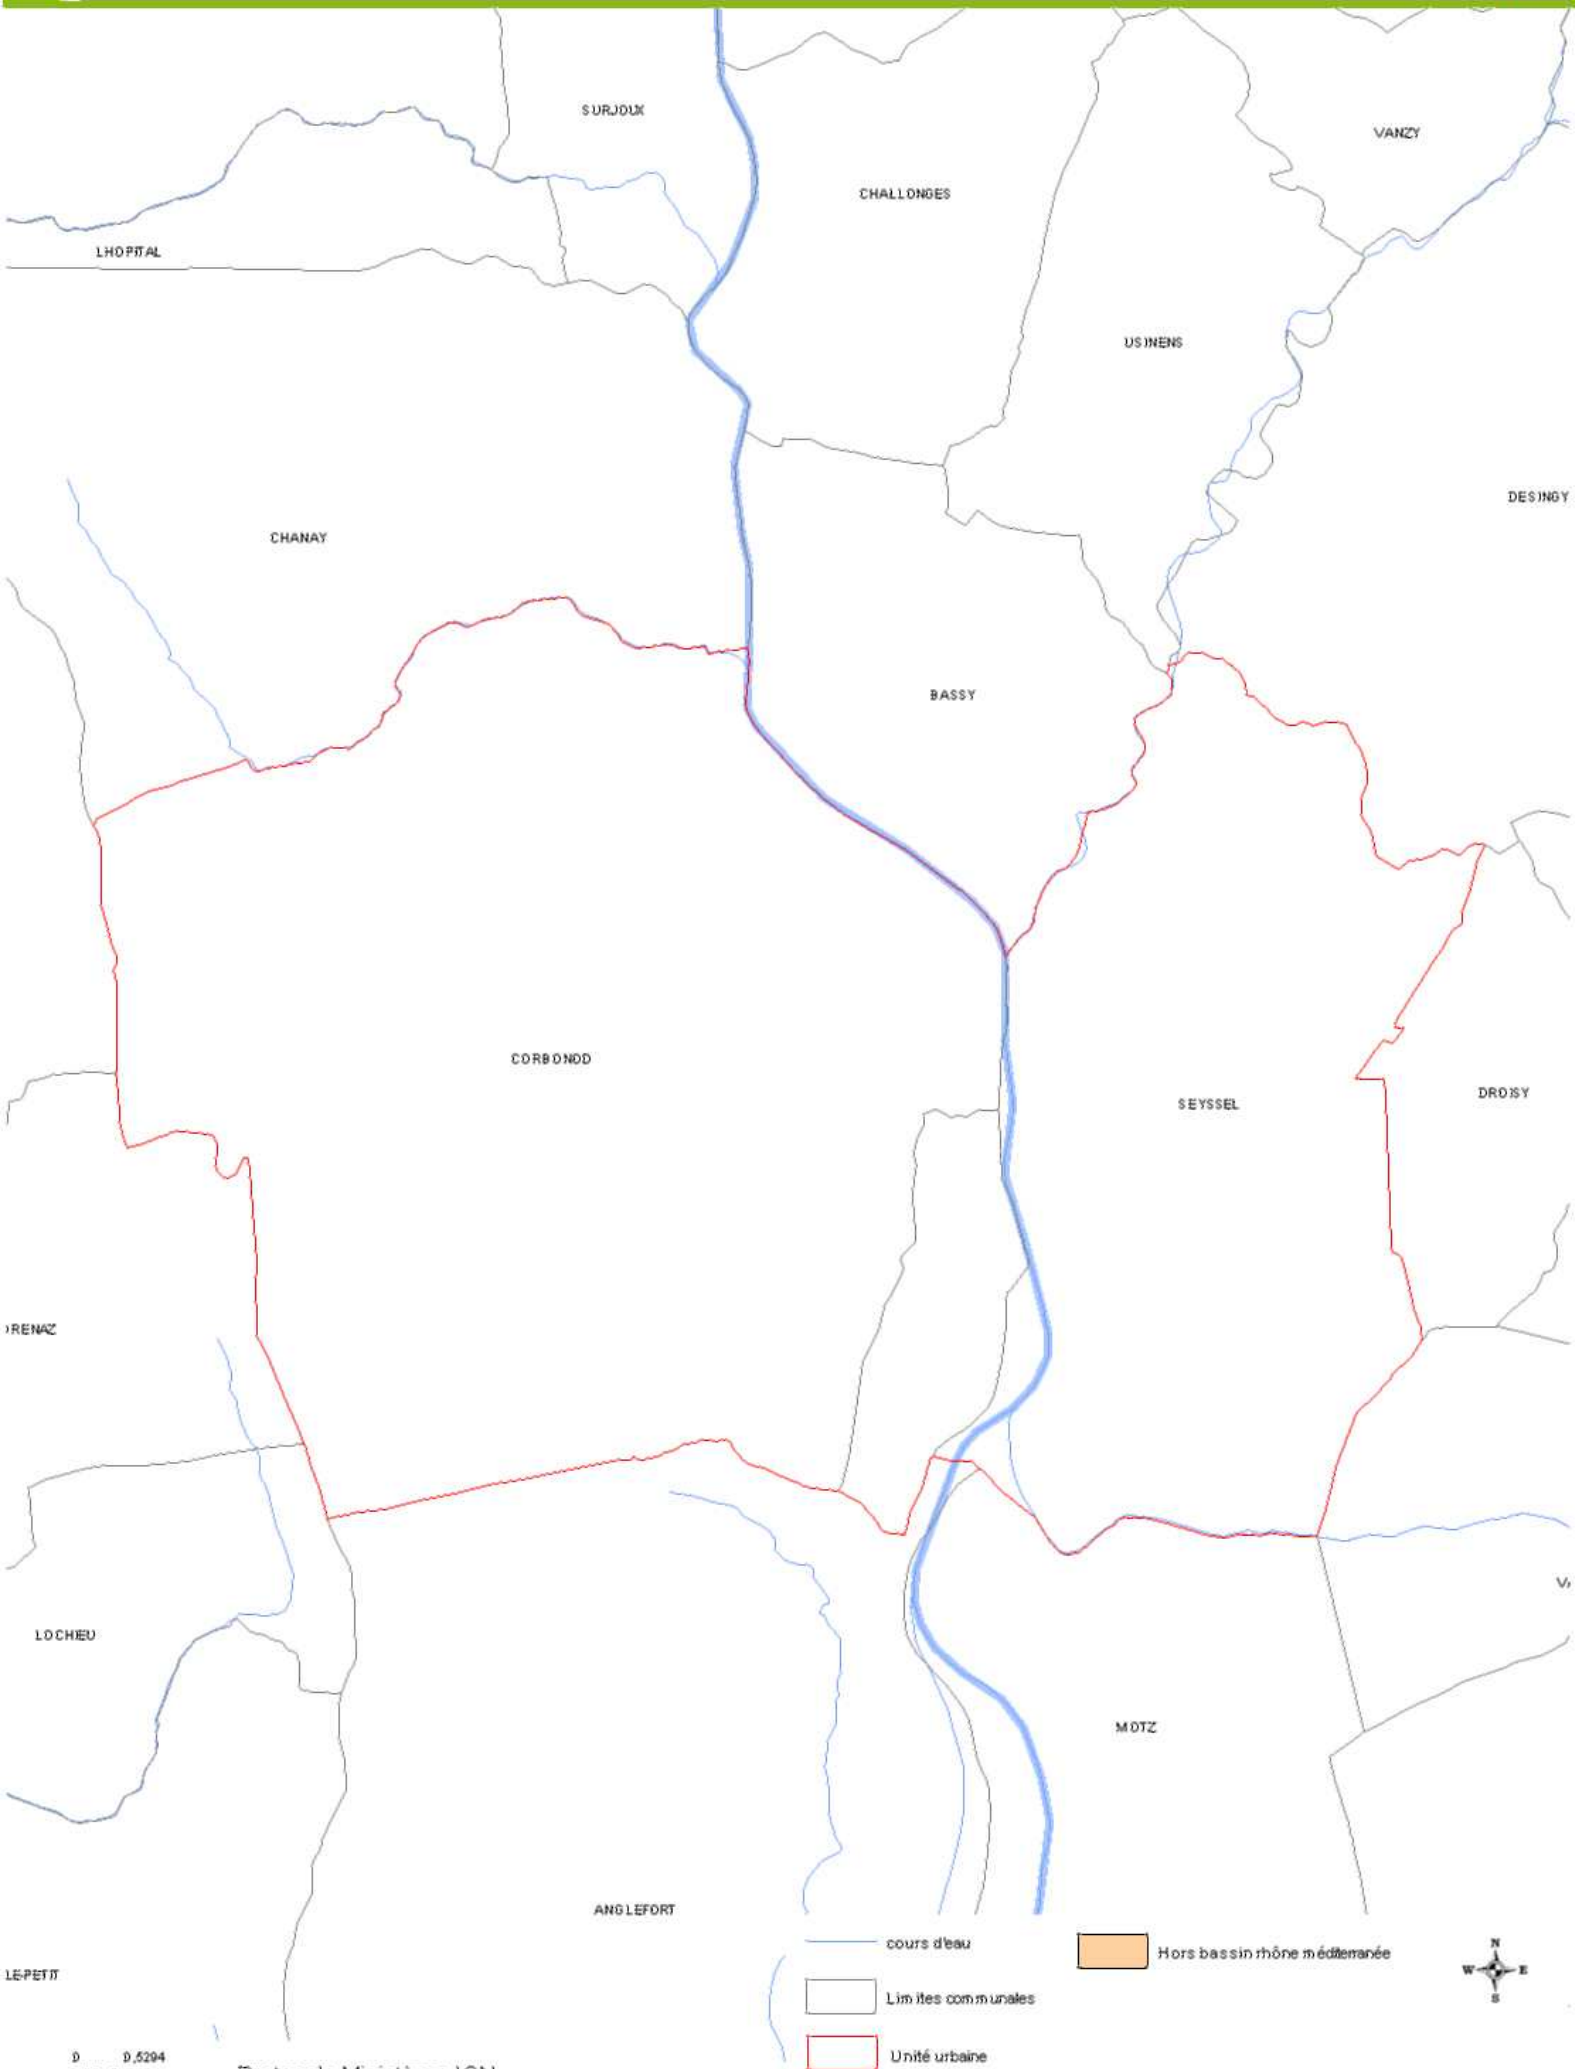 SURJOUX
VANZY
CHALLONGES
LHOPITAL
USINENS
DESINGY
CHANAY
BASSY
CORBONOD
SEYSSEL
DROISY
RENAZ
LOCHIEU
MOTZ
ANGLEFORT
cours d'eau
Hors bassin rhône méditerranée
N
W E
S
LE-PETIT
Limites communales
0 0,5294
Unité urbaine